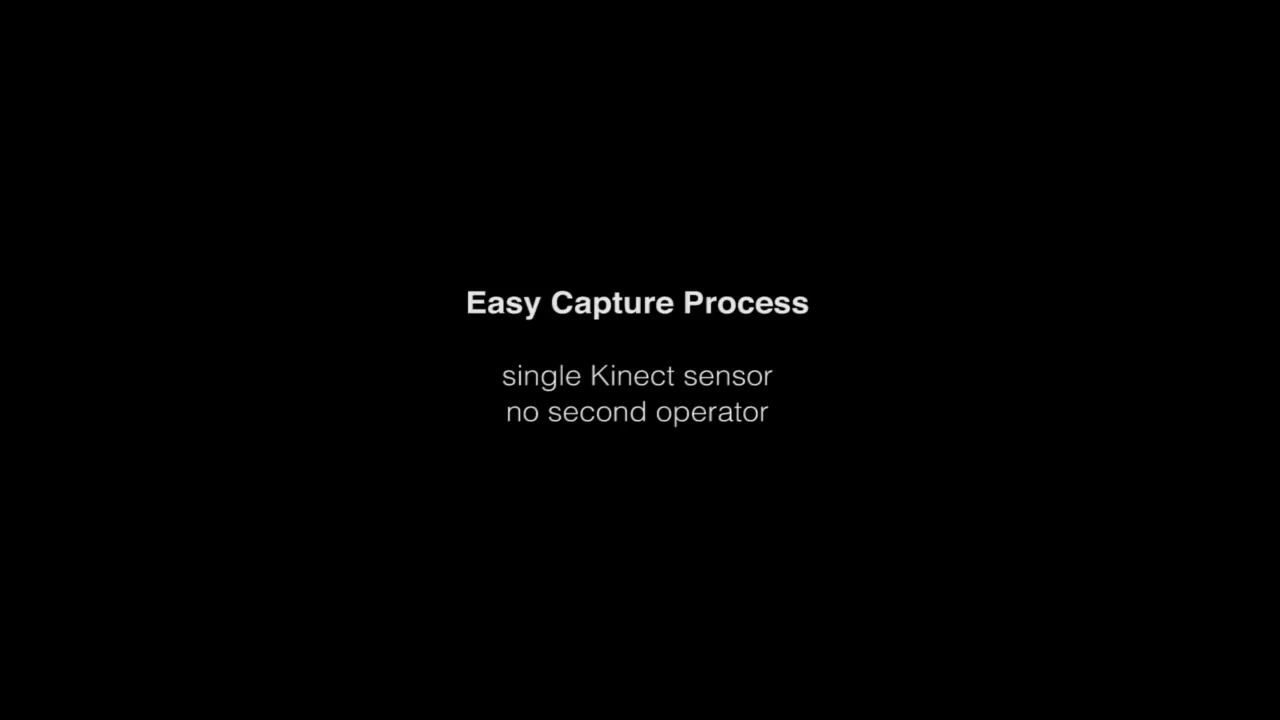 Easy Capture Process
single Kinect sensor
no second operator